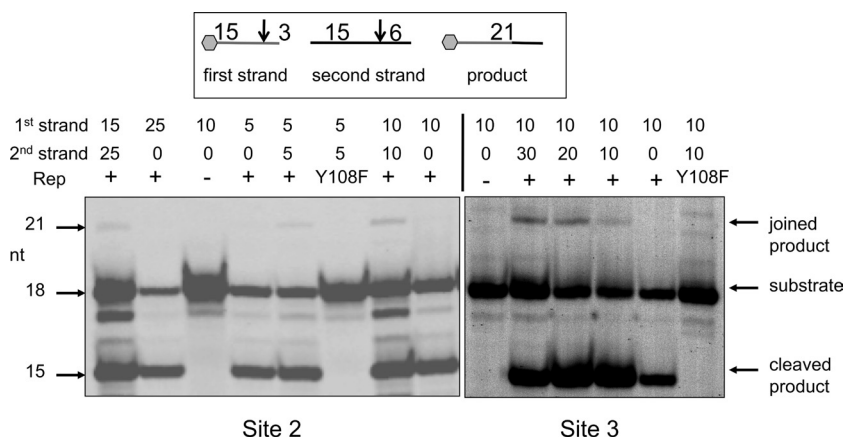 15 3 15 6 21
first strand second strand product
1st strand 15 25 10 5 5 5 10 10 10 10 10 10 10 10
2nd strand 25 0 0 0 5 5 10 0 0 30 20 10 0 10
Rep + + - + + Y108F + + - + + + + Y108F
21 joined product
nt
18 substrate
15 cleaved product
Site 2 Site 3